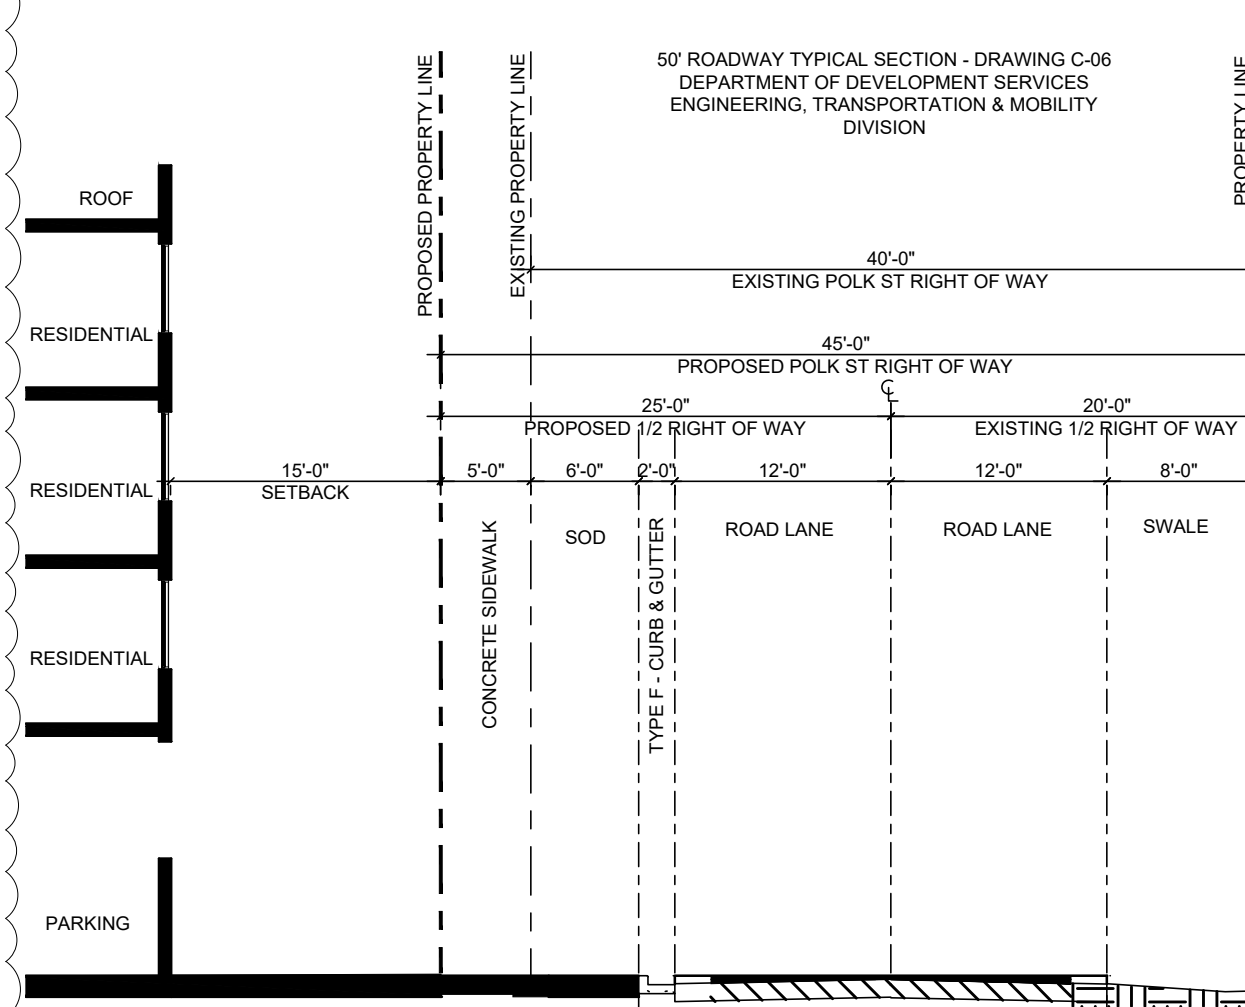 50' ROADWAY TYPICAL SECTION - DRAWING C-06
DEPARTMENT OF DEVELOPMENT SERVICES
ENGINEERING, TRANSPORTATION & MOBILITY
DIVISION
PROPOSED PROPERTY LINE
EXISTING PROPERTY LINE
PROPERTY LINE
ROOF
40'-0"
EXISTING POLK ST RIGHT OF WAY
RESIDENTIAL
45'-0"
PROPOSED POLK ST RIGHT OF WAY
CL
25'-0"
PROPOSED 1/2 RIGHT OF WAY
20'-0"
EXISTING 1/2 RIGHT OF WAY
15'-0"
SETBACK
5'-0"
6'-0"
2'-0"
12'-0"
12'-0"
8'-0"
RESIDENTIAL
CONCRETE SIDEWALK
SOD
TYPE F - CURB & GUTTER
ROAD LANE
ROAD LANE
SWALE
RESIDENTIAL
PARKING